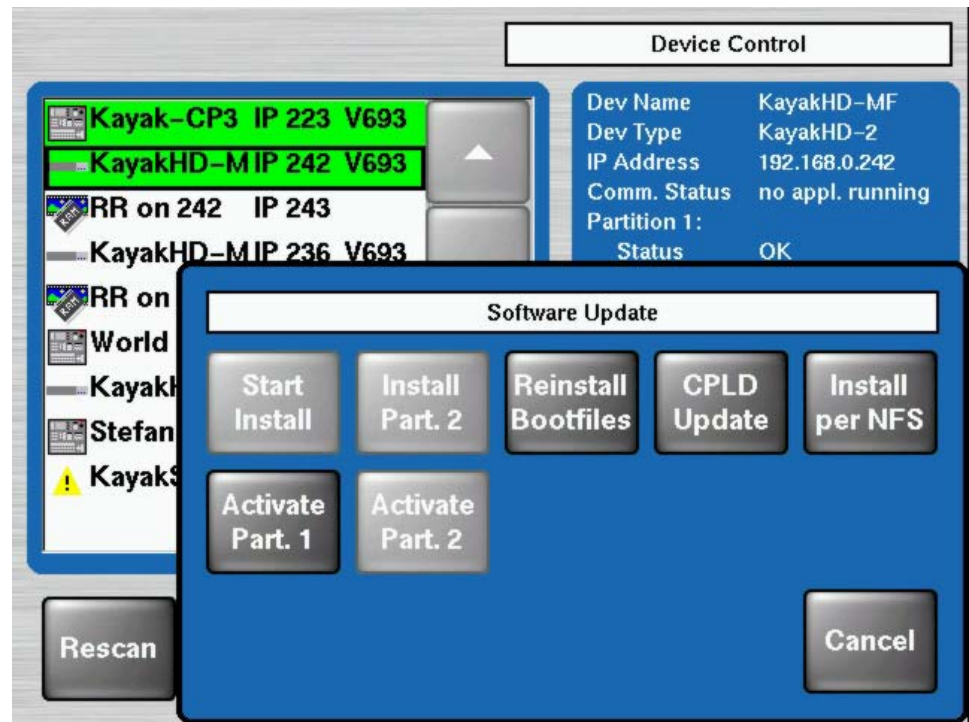 Device Control
Kayak-CP3 IP 223 V693
KayakHD-M IP 242 V693
RR on 242 IP 243
KayakHD-M IP 236 V693
RR on
World
Kayak
Stefan
Kayak
Dev Name KayakHD-MF
Dev Type KayakHD-2
IP Address 192.168.0.242
Comm. Status no appl. running
Partition 1:
Status OK
Software Update
Start Install
Install Part. 2
Reinstall Bootfiles
CPLD Update
Install per NFS
Activate Part. 1
Activate Part. 2
Rescan
Cancel